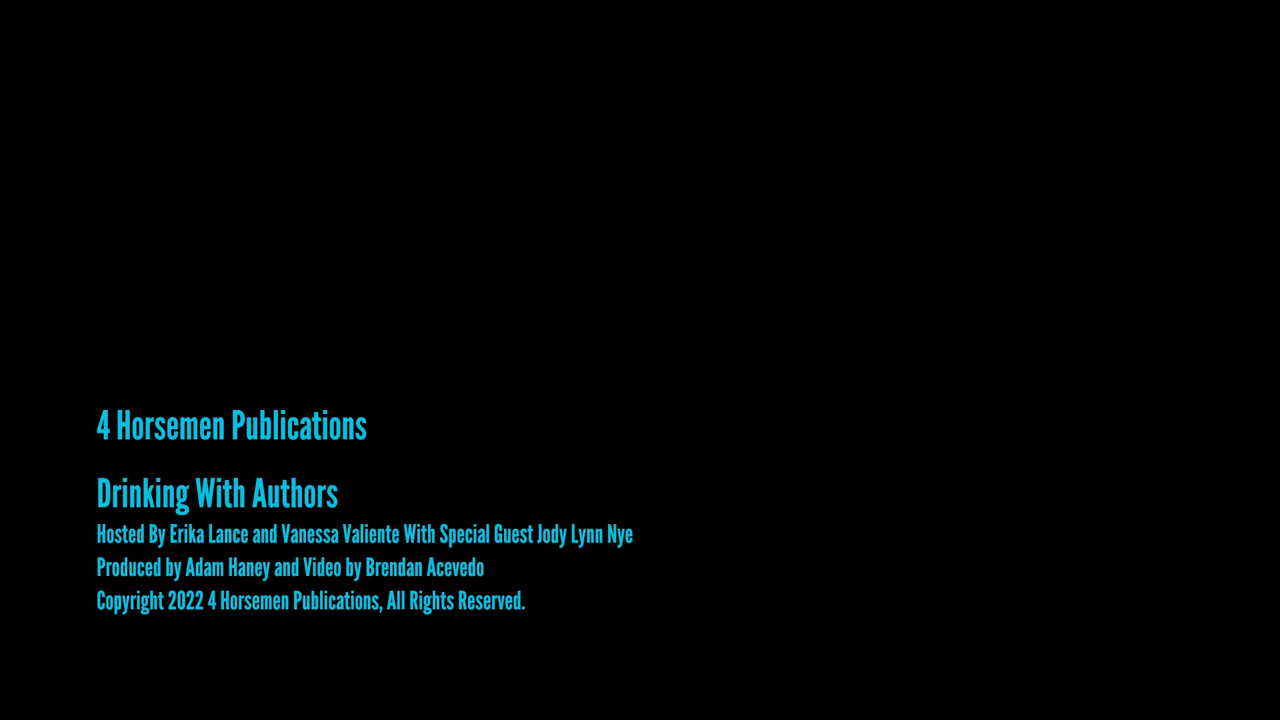 4 Horsemen Publications
Drinking With Authors
Hosted By Erika Lance and Vanessa Valiente With Special Guest Jody Lynn Nye
Produced by Adam Haney and Video by Brendan Acevedo
Copyright 2022 4 Horsemen Publications, All Rights Reserved.